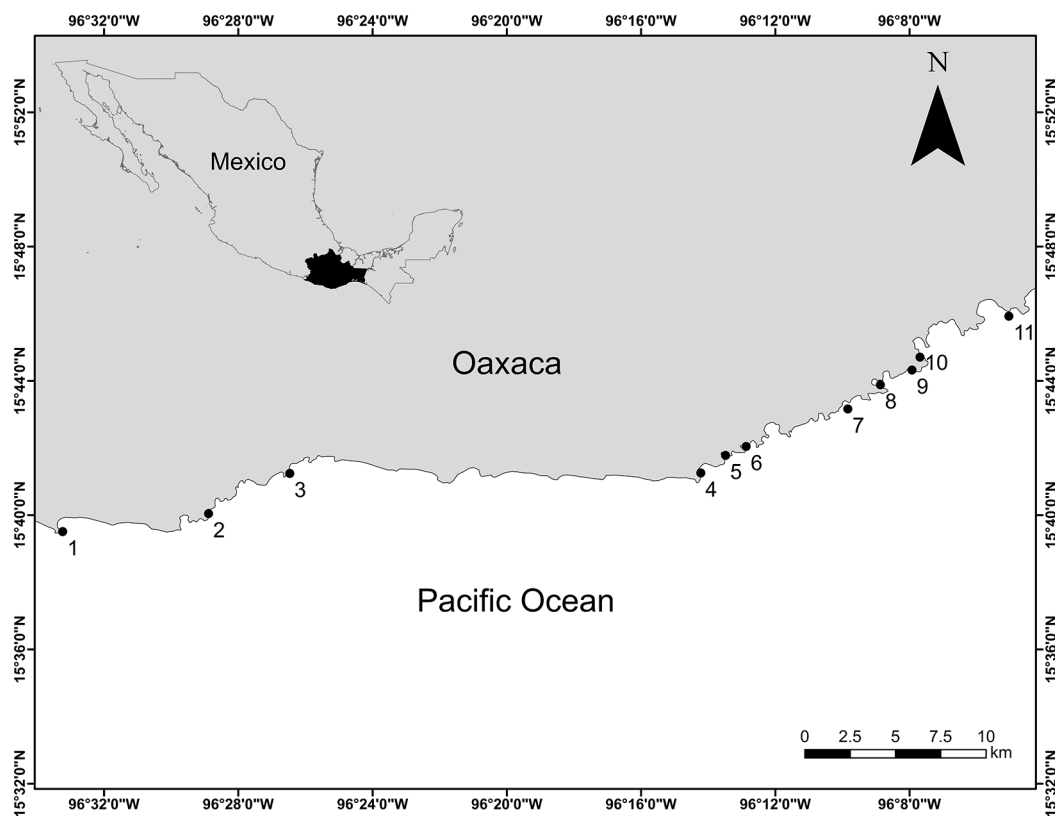 96°32'0"W 96°28'0"W 96°24'0"W 96°20'0"W 96°16'0"W 96°12'0"W 96°8'0"W
N
15°52'0"N 15°52'0"N
Mexico
15°48'0"N 15°48'0"N
11
10
Oaxaca
15°44'0"N 15°44'0"N
9
8
7
6
5
4
3
15°40'0"N 15°40'0"N
2
1
Pacific Ocean
15°36'0"N 15°36'0"N
0 2.5 5 7.5 10
km
15°32'0"N 15°32'0"N
96°32'0"W 96°28'0"W 96°24'0"W 96°20'0"W 96°16'0"W 96°12'0"W 96°8'0"W